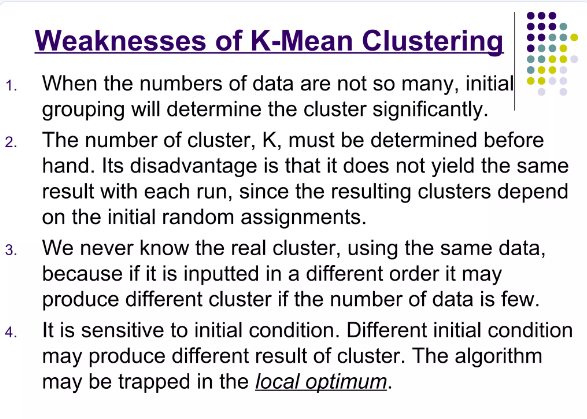 Weaknesses of K-Mean Clustering
1. When the numbers of data are not so many, initial
grouping will determine the cluster significantly.
2. The number of cluster, K, must be determined before
hand. Its disadvantage is that it does not yield the same
result with each run, since the resulting clusters depend
on the initial random assignments.
3. We never know the real cluster, using the same data,
because if it is inputted in a different order it may
produce different cluster if the number of data is few.
4. It is sensitive to initial condition. Different initial condition
may produce different result of cluster. The algorithm
may be trapped in the local optimum.